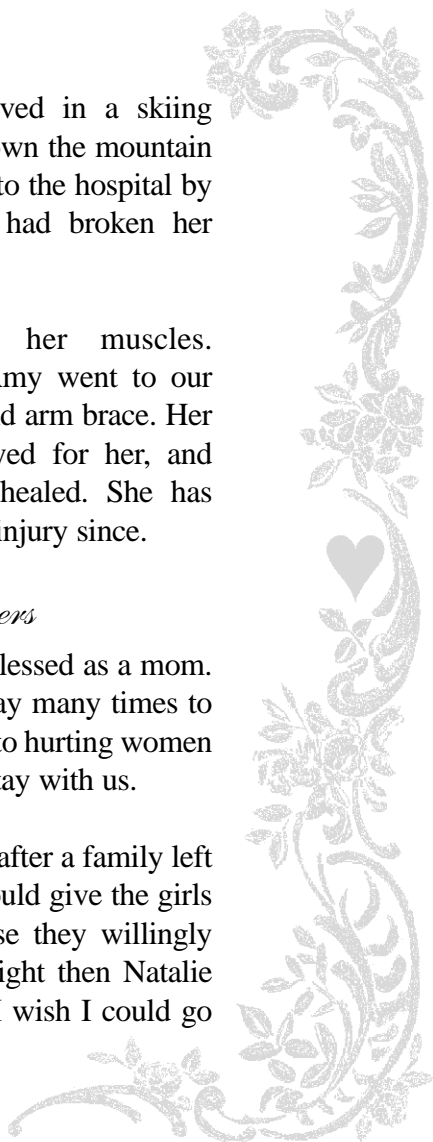 ved in a skiing
own the mountain
to the hospital by
had broken her
her muscles.
my went to our
d arm brace. Her
ved for her, and
healed. She has
injury since.
ers
lessed as a mom.
ay many times to
to hurting women
tay with us.
after a family left
uld give the girls
se they willingly
ight then Natalie
I wish I could go